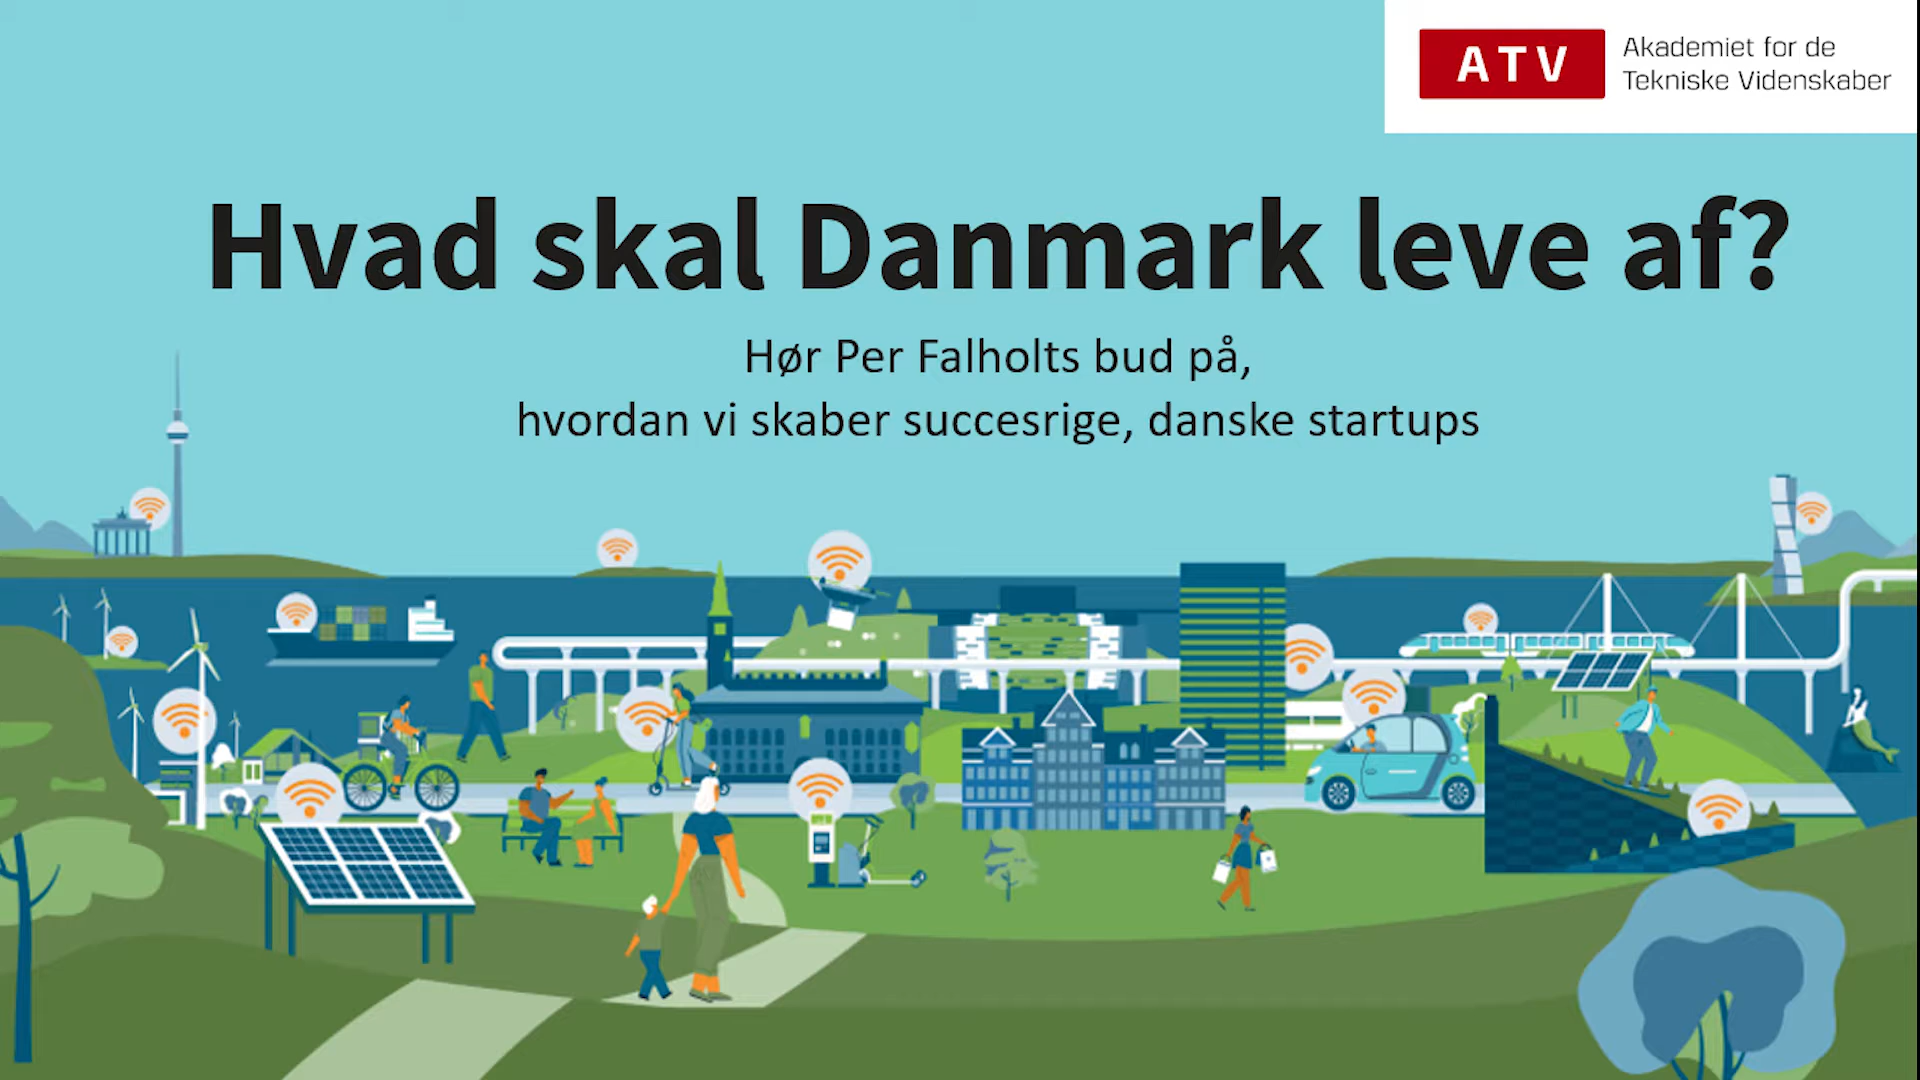 ATV
Akademiet for de
Tekniske Videnskaber
Hvad skal Danmark leve af?
Hør Per Falholts bud på,
hvordan vi skaber succesrige, danske startups